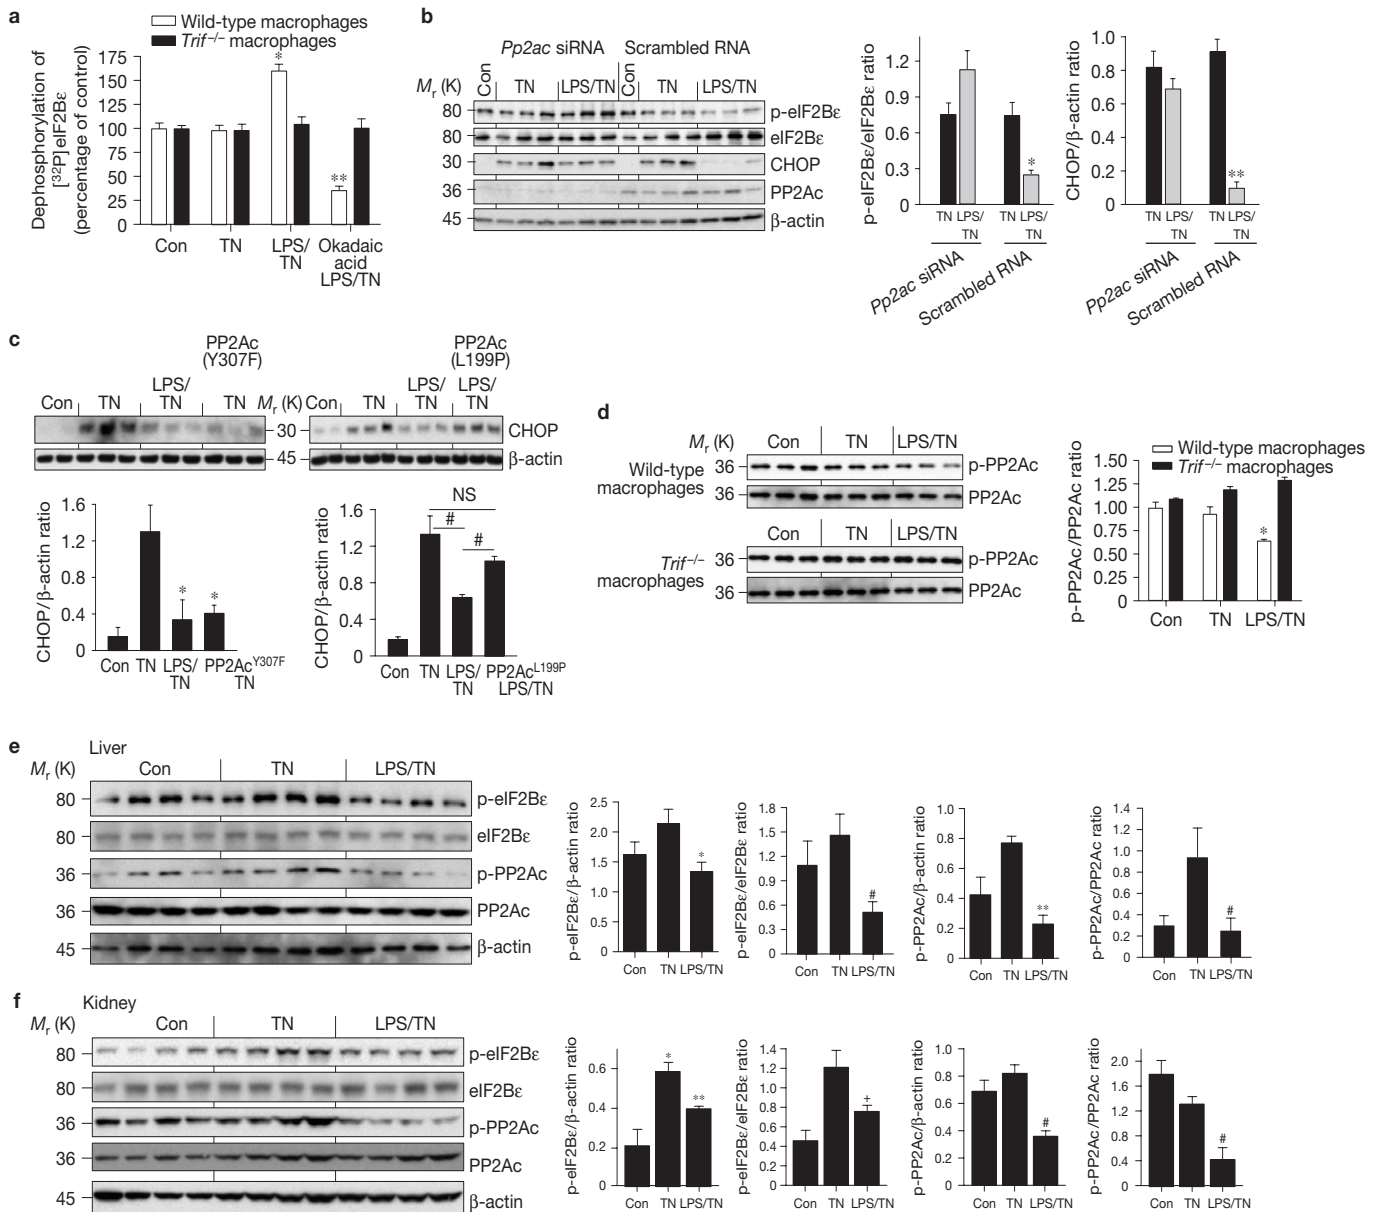 a
Wild-type macrophages
Trif–/– macrophages
Dephosphorylation of
[32P]eIF2Bε
(percentage of control)
175
150
125
100
75
50
25
0
*
**
Con
TN
LPS/
TN
Okadaic
acid
LPS/TN
b
Pp2ac siRNA
Scrambled RNA
Mr (K)
Con
TN
LPS/TN
Con
TN
LPS/TN
80
p-eIF2Bε
80
eIF2Bε
30
CHOP
36
PP2Ac
45
β-actin
p-eIF2Bε/eIF2Bε ratio
1.2
0.9
0.6
0.3
0
*
TN LPS/
TN
TN LPS/
TN
Pp2ac siRNA
Scrambled RNA
CHOP/β-actin ratio
1.0
0.8
0.6
0.4
0.2
0
**
TN LPS/
TN
TN LPS/
TN
Pp2ac siRNA
Scrambled RNA
c
PP2Ac
(Y307F)
Con
TN
LPS/
TN
TN
Mr (K)
PP2Ac
(L199P)
Con
TN
LPS/
TN
LPS/
TN
30
CHOP
45
β-actin
CHOP/β-actin ratio
1.6
1.2
0.8
0.4
0
*
*
Con
TN
LPS/
TN
PP2AcY307F
TN
CHOP/β-actin ratio
1.6
1.2
0.8
0.4
0
NS
#
#
Con
TN
LPS/
TN
PP2AcL199P
LPS/TN
d
Mr (K)
Con
TN
LPS/TN
Wild-type
macrophages
36
p-PP2Ac
36
PP2Ac
Con
TN
LPS/TN
Trif–/–
macrophages
36
p-PP2Ac
36
PP2Ac
Wild-type macrophages
Trif–/– macrophages
p-PP2Ac/PP2Ac ratio
1.50
1.25
1.00
0.75
0.50
0.25
0
*
Con
TN
LPS/TN
e
Liver
Mr (K)
Con
TN
LPS/TN
80
p-eIF2Bε
80
eIF2Bε
36
p-PP2Ac
36
PP2Ac
45
β-actin
p-eIF2Bε/β-actin ratio
2.5
2.0
1.5
1.0
0.5
0
*
Con TN LPS/TN
p-eIF2Bε/eIF2Bε ratio
1.8
1.5
1.2
0.9
0.6
0.3
0
#
Con TN LPS/TN
p-PP2Ac/β-actin ratio
1.0
0.8
0.6
0.4
0.2
0
**
Con TN LPS/TN
p-PP2Ac/PP2Ac ratio
1.4
1.2
1.0
0.8
0.6
0.4
0.2
0
#
Con TN LPS/TN
f
Kidney
Mr (K)
Con
TN
LPS/TN
80
p-eIF2Bε
80
eIF2Bε
36
p-PP2Ac
36
PP2Ac
45
β-actin
p-eIF2Bε/β-actin ratio
0.6
0.4
0.2
0
*
**
Con TN LPS/TN
p-eIF2Bε/eIF2Bε ratio
1.4
1.2
1.0
0.8
0.6
0.4
0.2
0
+
Con TN LPS/TN
p-PP2Ac/β-actin ratio
1.0
0.8
0.6
0.4
0.2
0
#
Con TN LPS/TN
p-PP2Ac/PP2Ac ratio
2.0
1.6
1.2
0.8
0.4
0
#
Con TN LPS/TN